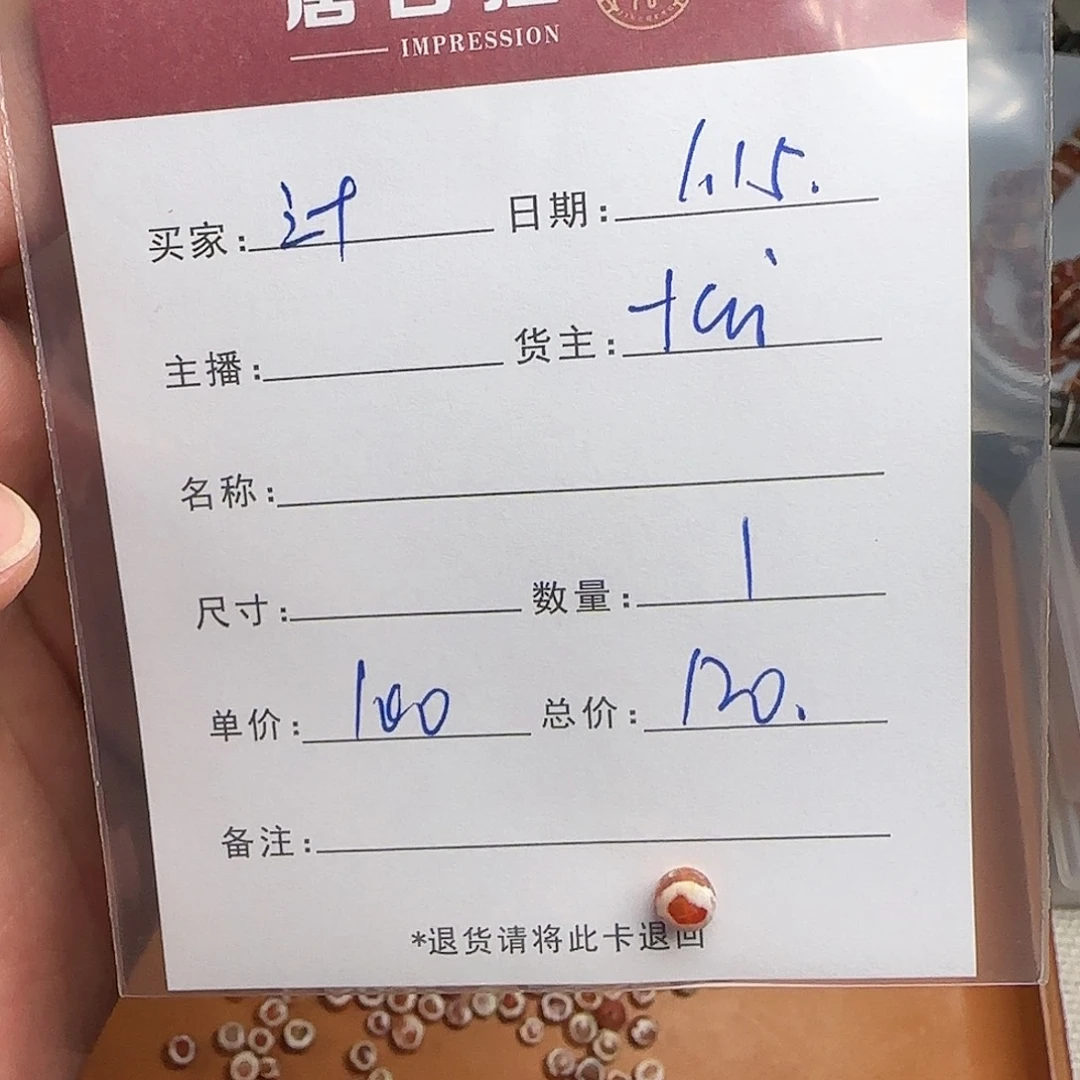 IMPRESSION
买家: 计 日期: 1.15.
主播: 货主:
名称:
尺寸: 数量: 1
单价: 100 总价: 120.
备注:
*退货请将此卡退回